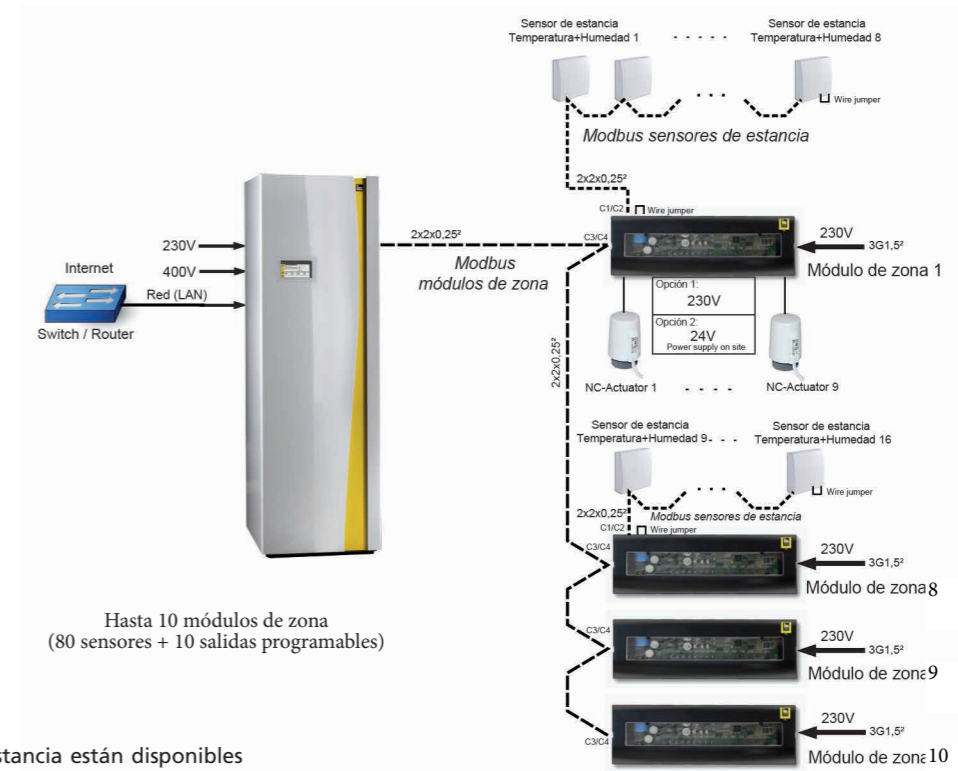 Sensor de estancia
Temperatura+Humedad 1
- - - - -
Sensor de estancia
Temperatura+Humedad 8
. . .
Wire jumper
Modbus sensores de estancia
2x2x0,25²
C1/C2
Wire jumper
230V
400V
Internet
Red (LAN)
Switch / Router
2x2x0,25²
Modbus
módulos de zona
C3/C4
230V
3G1,5²
Módulo de zona 1
Opción 1:
230V
Opción 2:
24V
Power supply on site
NC-Actuator 1
- - - -
NC-Actuator 9
2x2x0,25²
Sensor de estancia
Temperatura+Humedad 9
- - -
Sensor de estancia
Temperatura+Humedad 16
. . .
Wire jumper
2x2x0,25²
Modbus sensores de estancia
C1/C2
Wire jumper
C3/C4
230V
3G1,5²
Módulo de zona 8
C3/C4
230V
3G1,5²
Módulo de zona 9
C3/C4
230V
3G1,5²
Módulo de zona 10
Hasta 10 módulos de zona
(80 sensores + 10 salidas programables)
stancia están disponibles